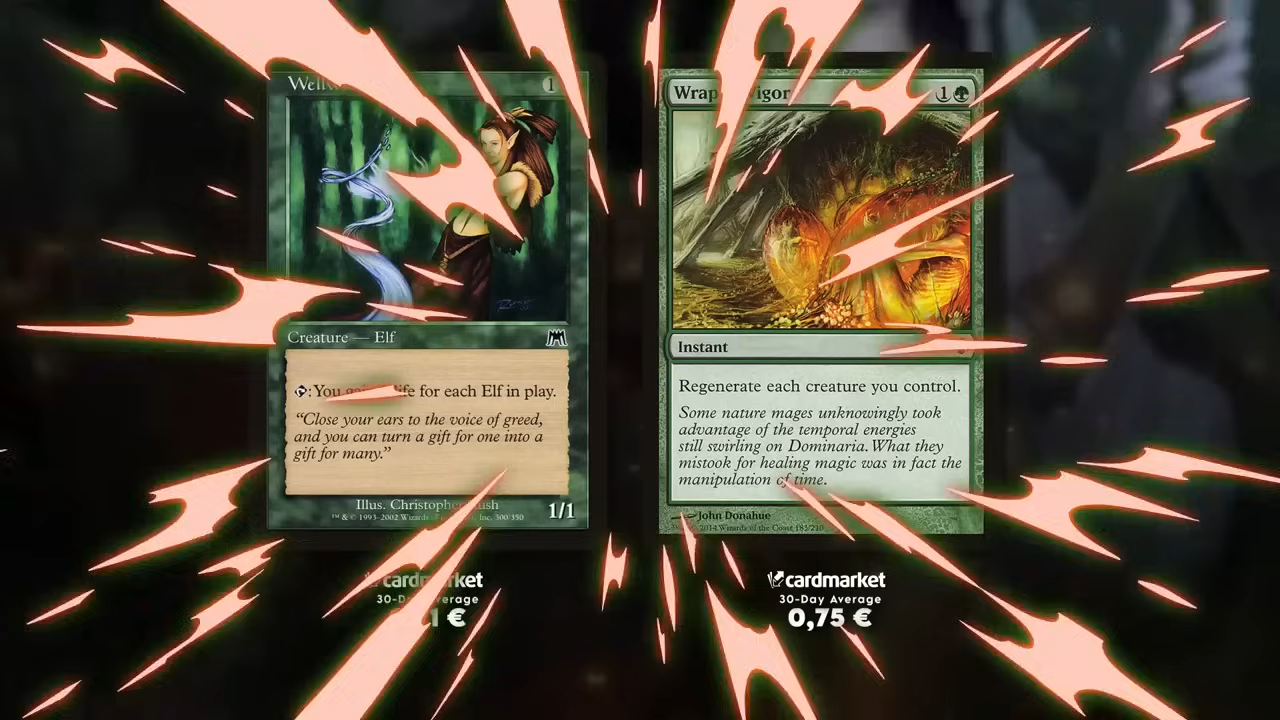 1
Creature — Elf
:You life for each Elf in play.
“Close your ears to the voice of greed,
and you can turn a gift for one into a
gift for many.”
Illus. Christopher
™ & © 1993–2002 Wizards Inc. 300/350
1/1
cardmarket
30-Day Average
€
Wrap Vigor
1
Instant
Regenerate each creature you control.
Some nature mages unknowingly took
advantage of the temporal energies
still swirling on Dominaria. What they
mistook for healing magic was in fact the
manipulation of time.
John Donahue
2014 Wizards of the Coast 185/210
cardmarket
30-Day Average
0,75 €